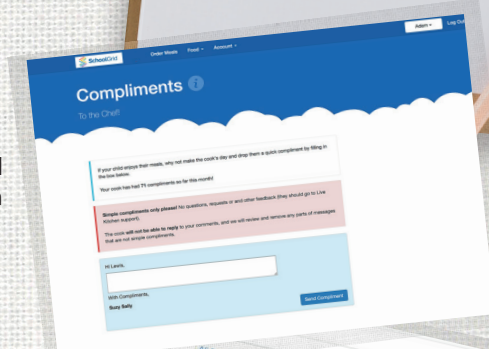 SchoolGrid
Order Meals Food Account
Adam Log Out
Compliments i
To the Chef!
If your child enjoys their meals, why not make the cook's day and drop them a quick compliment by filling in
the box below.
Your cook has had 71 compliments so far this month!
Simple compliments only please! No questions, requests or other feedback (they should go to Live
Kitchen support).
The cook will not be able to reply to your comments, and we will review and remove any parts of messages
that are not simple compliments.
Hi Lewis,
With Compliments,
Busy Sally
Send Compliment